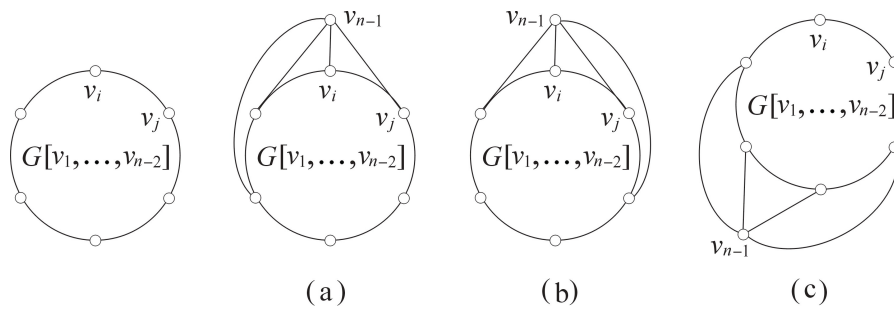 v_i
v_j
G[v_1,...,v_{n-2}]
v_{n-1}
v_i
v_j
G[v_1,...,v_{n-2}]
(a)
v_{n-1}
v_i
v_j
G[v_1,...,v_{n-2}]
(b)
v_i
v_j
G[v_1,...,v_{n-2}]
v_{n-1}
(c)